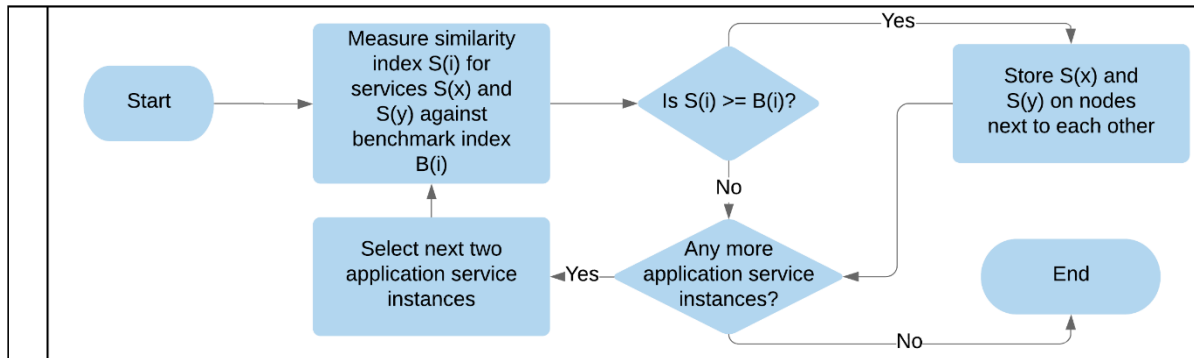 Start
Measure similarity
index S(i) for
services S(x) and
S(y) against
benchmark index
B(i)
Is S(i) >= B(i)?
Yes
Store S(x) and
S(y) on nodes
next to each other
No
Any more
application service
instances?
Yes
Select next two
application service
instances
No
End